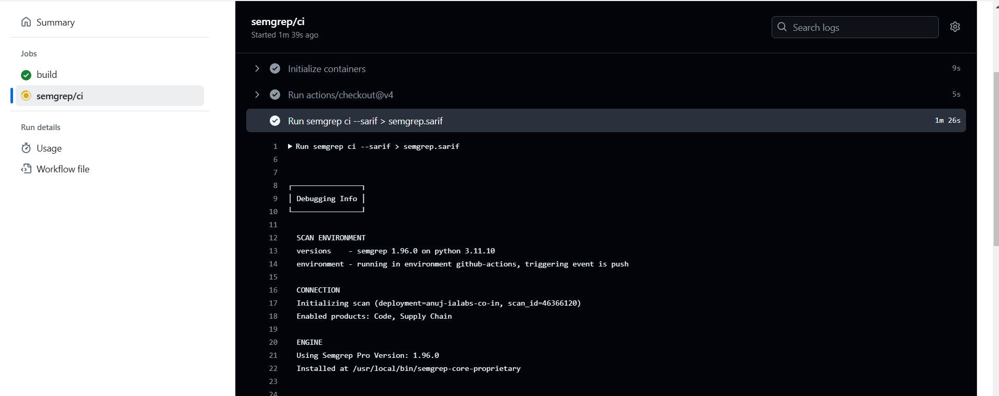 Summary
Jobs
build
semgrep/ci
Run details
Usage
Workflow file
semgrep/ci
Started 1m 39s ago
Search logs
Initialize containers 9s
Run actions/checkout@v4 5s
Run semgrep ci --sarif > semgrep.sarif 1m 26s
1 Run semgrep ci --sarif > semgrep.sarif
6
7
8
9 Debugging Info
10
11
12 SCAN ENVIRONMENT
13 versions - semgrep 1.96.0 on python 3.11.10
14 environment - running in environment github-actions, triggering event is push
15
16 CONNECTION
17 Initializing scan (deployment=anuj-ialabs-co-in, scan_id=46366120)
18 Enabled products: Code, Supply Chain
19
20 ENGINE
21 Using Semgrep Pro Version: 1.96.0
22 Installed at /usr/local/bin/semgrep-core-proprietary
23
24